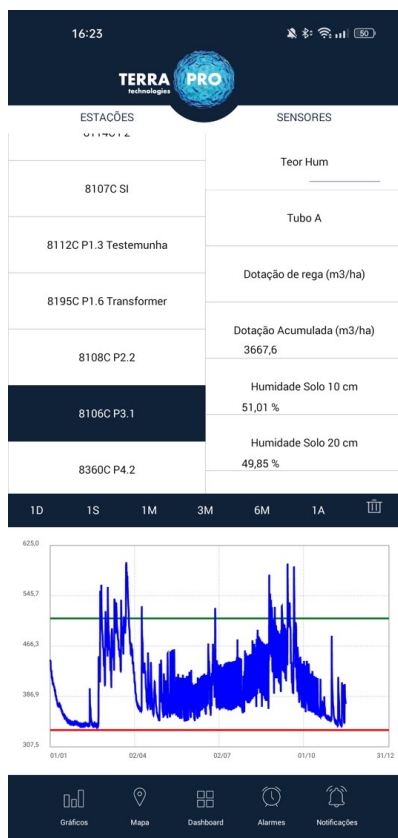 16:23
50
TERRA PRO
technologies
ESTAÇÕES
SENSORES
8107C SI
8112C P1.3 Testemunha
8195C P1.6 Transformer
8108C P2.2
8106C P3.1
8360C P4.2
Teor Hum
Tubo A
Dotação de rega (m3/ha)
Dotação Acumulada (m3/ha)
3667,6
Humidade Solo 10 cm
51,01 %
Humidade Solo 20 cm
49,85 %
1D 1S 1M 3M 6M 1A
625,0
545,7
466,3
386,9
307,5
01/01 02/04 02/07 01/10 31/12
Gráficos Mapa Dashboard Alarmes Notificações